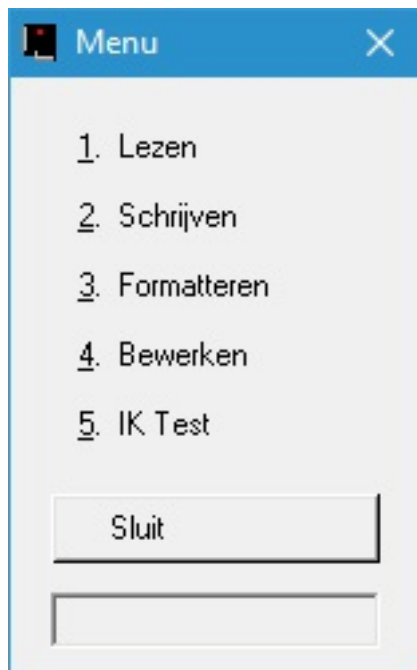 Menu
1. Lezen
2. Schrijven
3. Formatteren
4. Bewerken
5. IK Test
Sluit